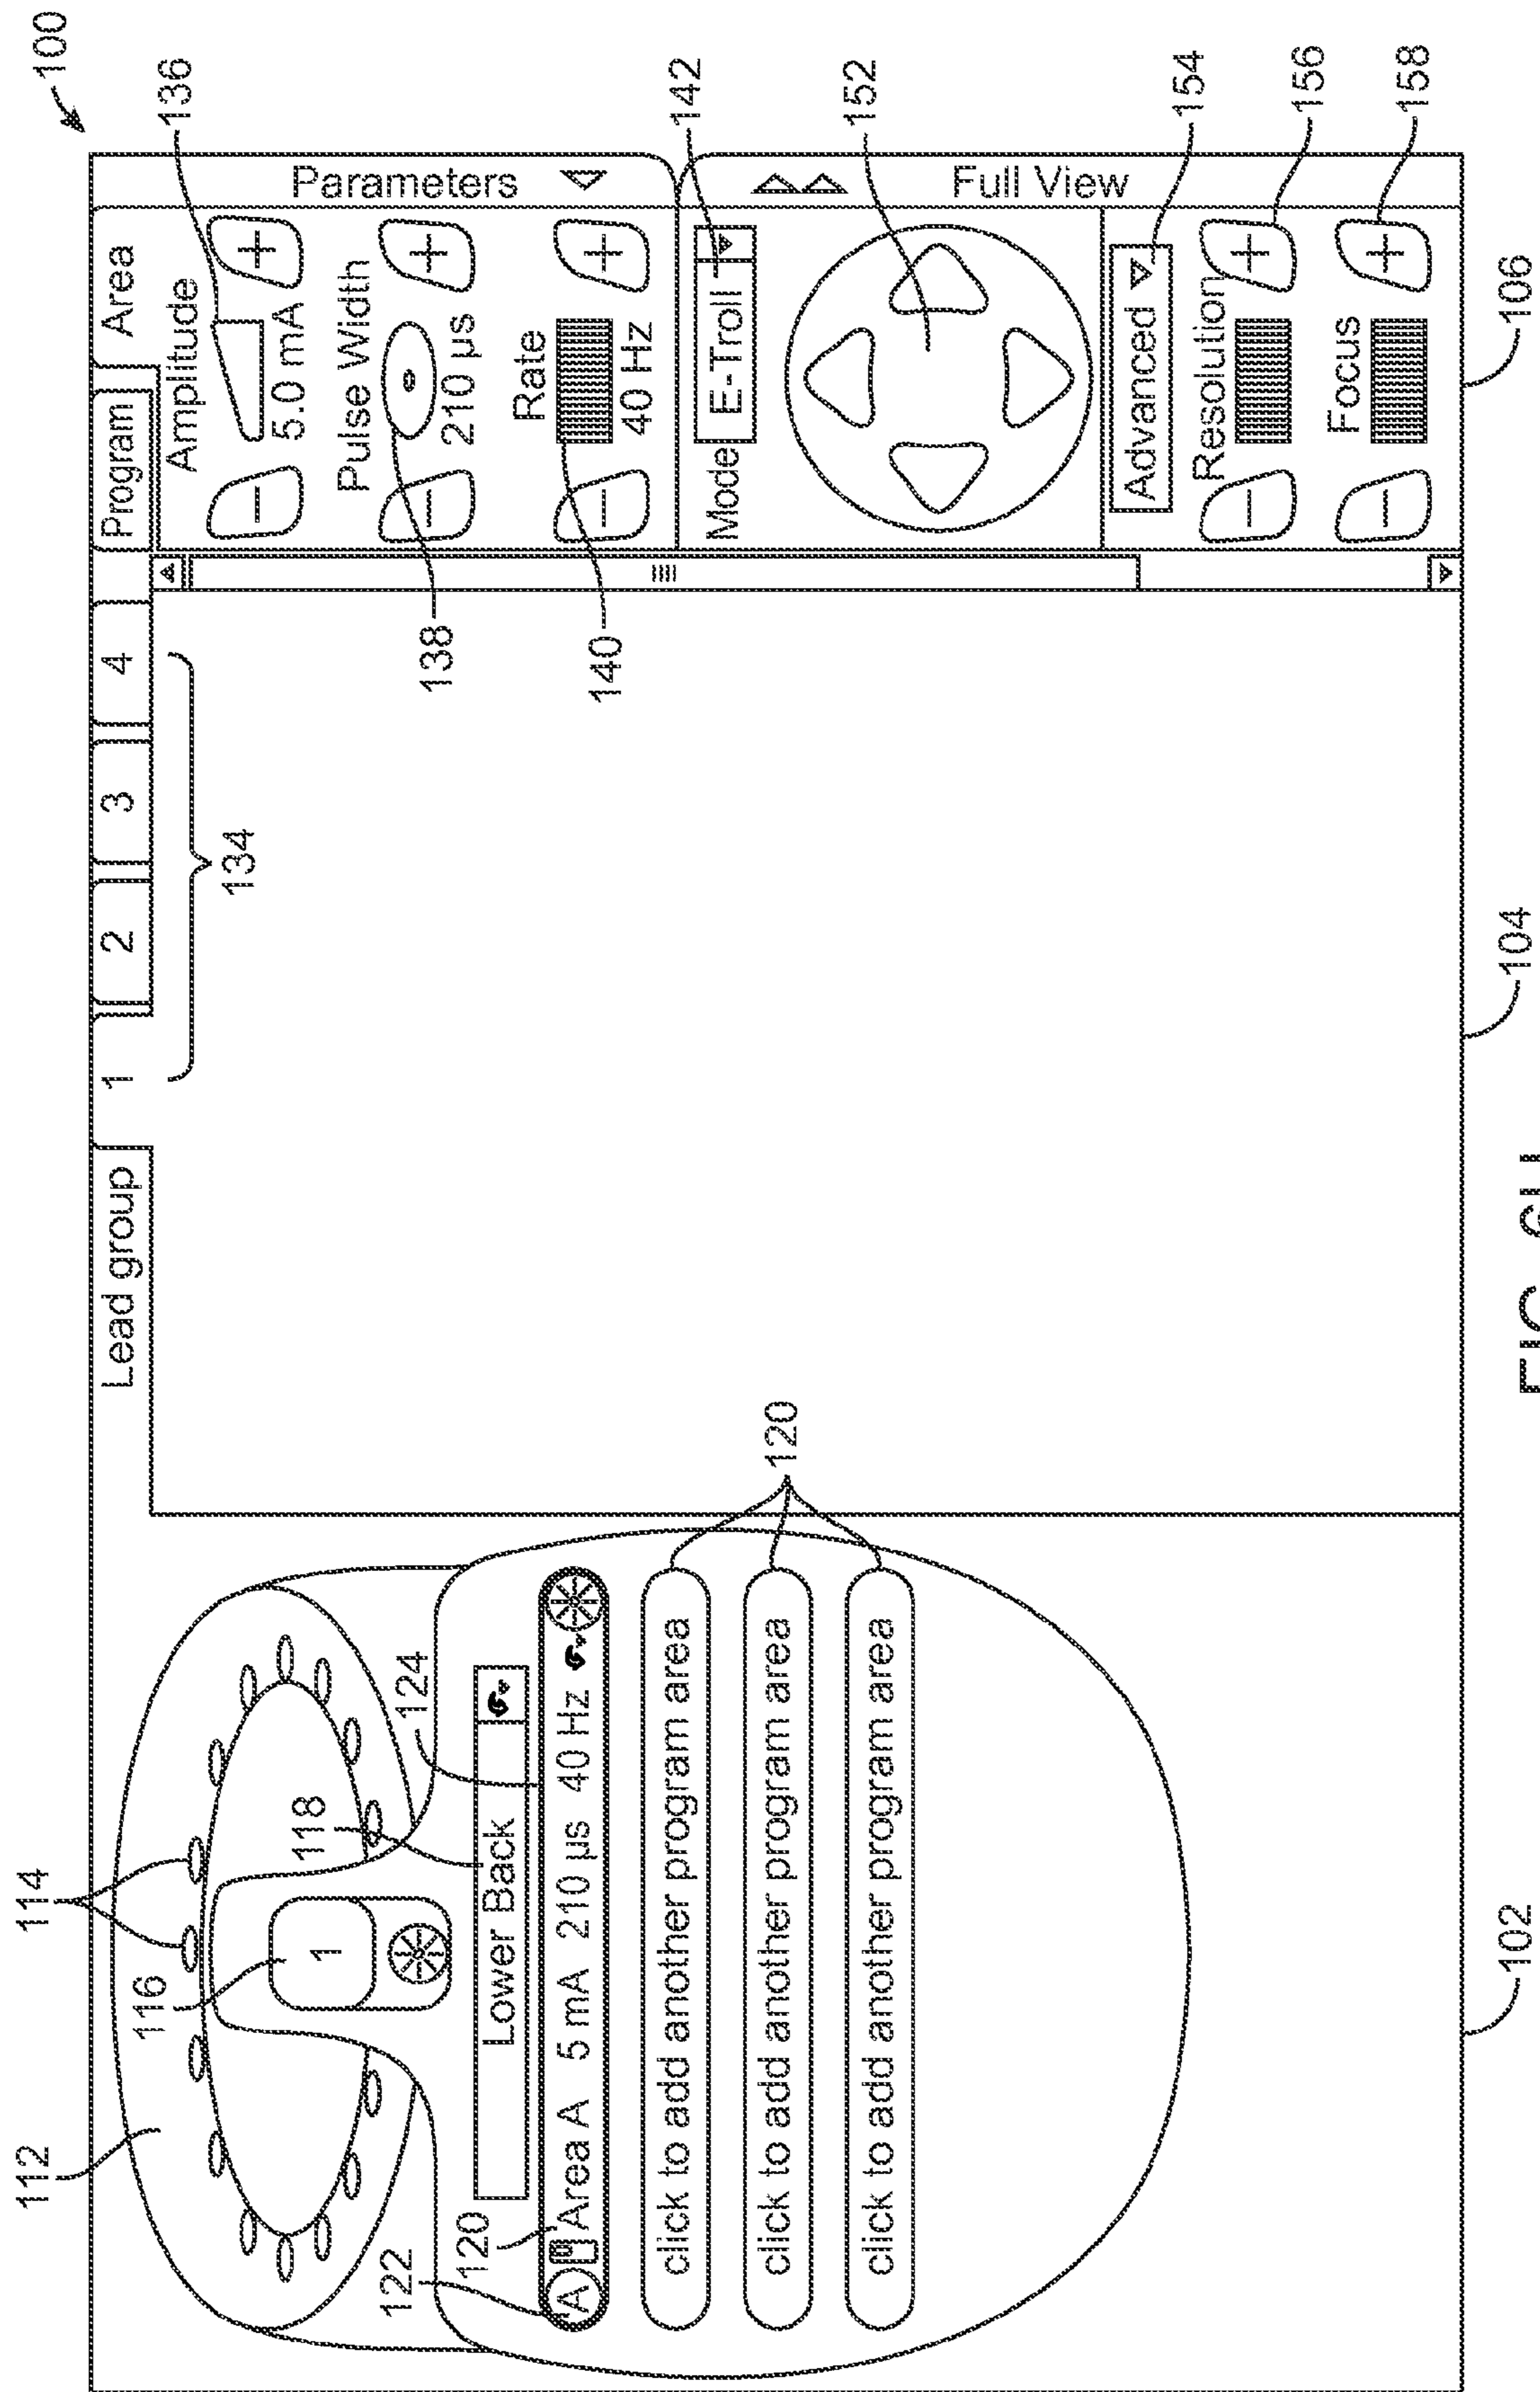 100
112
114
116
118
124
122
120
1
Lower Back
A Area A 5 mA 210 µs 40 Hz
click to add another program area
click to add another program area
click to add another program area
120
102
Lead group 1 2 3 4
134
104
Program Area
Amplitude
5.0 mA
136
Pulse Width
210 µs
138
Rate
40 Hz
140
Parameters
Mode E-Troll
142
152
Full View
Advanced
154
Resolution
156
Focus
158
106